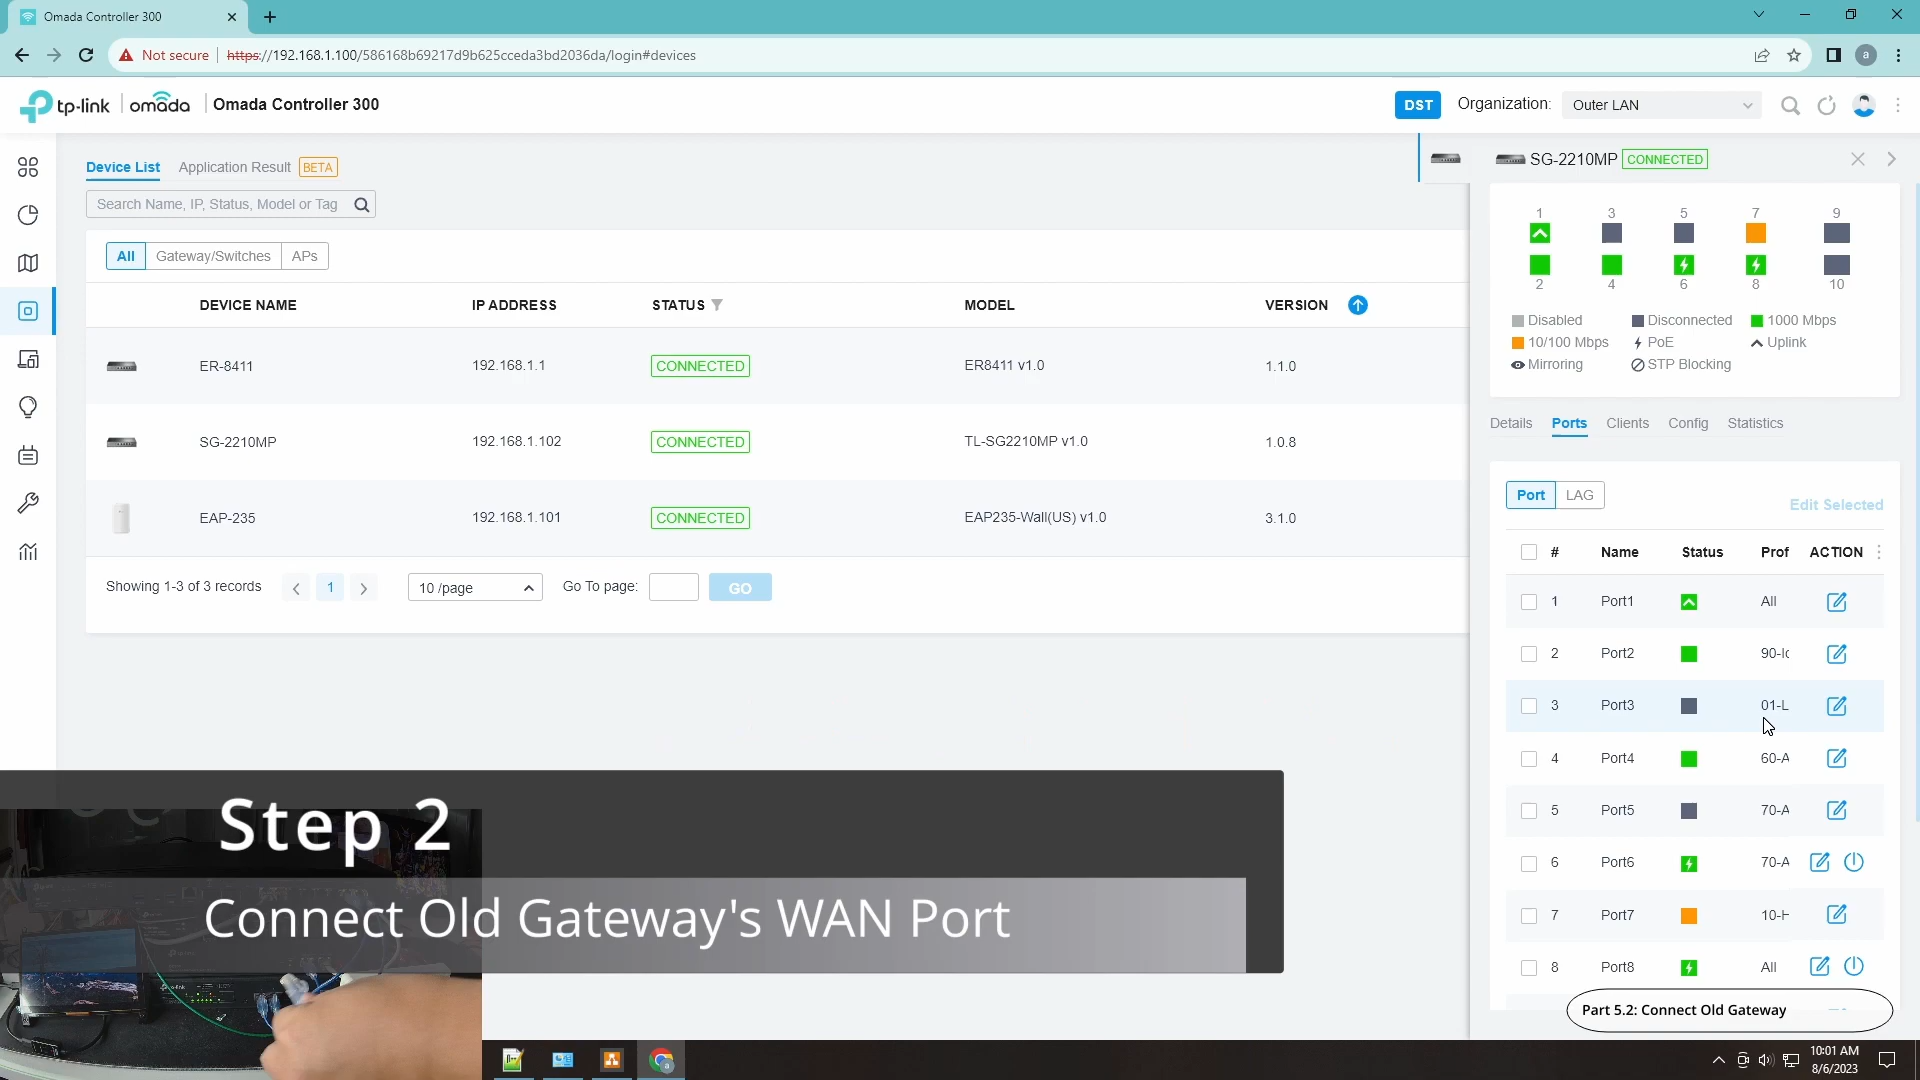 Omada Controller 300
Not secure
https://192.168.1.100/586168b69217d9b625cceda3bd2036da/login#devices
a
tp-link
omada
Omada Controller 300
DST
Organization:
Outer LAN
Device List
Application Result
BETA
Search Name, IP, Status, Model or Tag
All
Gateway/Switches
APs
DEVICE NAME
IP ADDRESS
STATUS
MODEL
VERSION
ER-8411
192.168.1.1
CONNECTED
ER8411 v1.0
1.1.0
SG-2210MP
192.168.1.102
CONNECTED
TL-SG2210MP v1.0
1.0.8
EAP-235
192.168.1.101
CONNECTED
EAP235-Wall(US) v1.0
3.1.0
Showing 1-3 of 3 records
1
10 /page
Go To page:
GO
SG-2210MP
CONNECTED
1 3 5 7 9
2 4 6 8 10
Disabled
Disconnected
1000 Mbps
10/100 Mbps
PoE
Uplink
Mirroring
STP Blocking
Details
Ports
Clients
Config
Statistics
Port
LAG
Edit Selected
# Name Status Prof ACTION
1 Port1 All
2 Port2 90-Ic
3 Port3 01-L
4 Port4 60-A
5 Port5 70-A
6 Port6 70-A
7 Port7 10-H
8 Port8 All
Step 2
Connect Old Gateway's WAN Port
Part 5.2: Connect Old Gateway
10:01 AM
8/6/2023